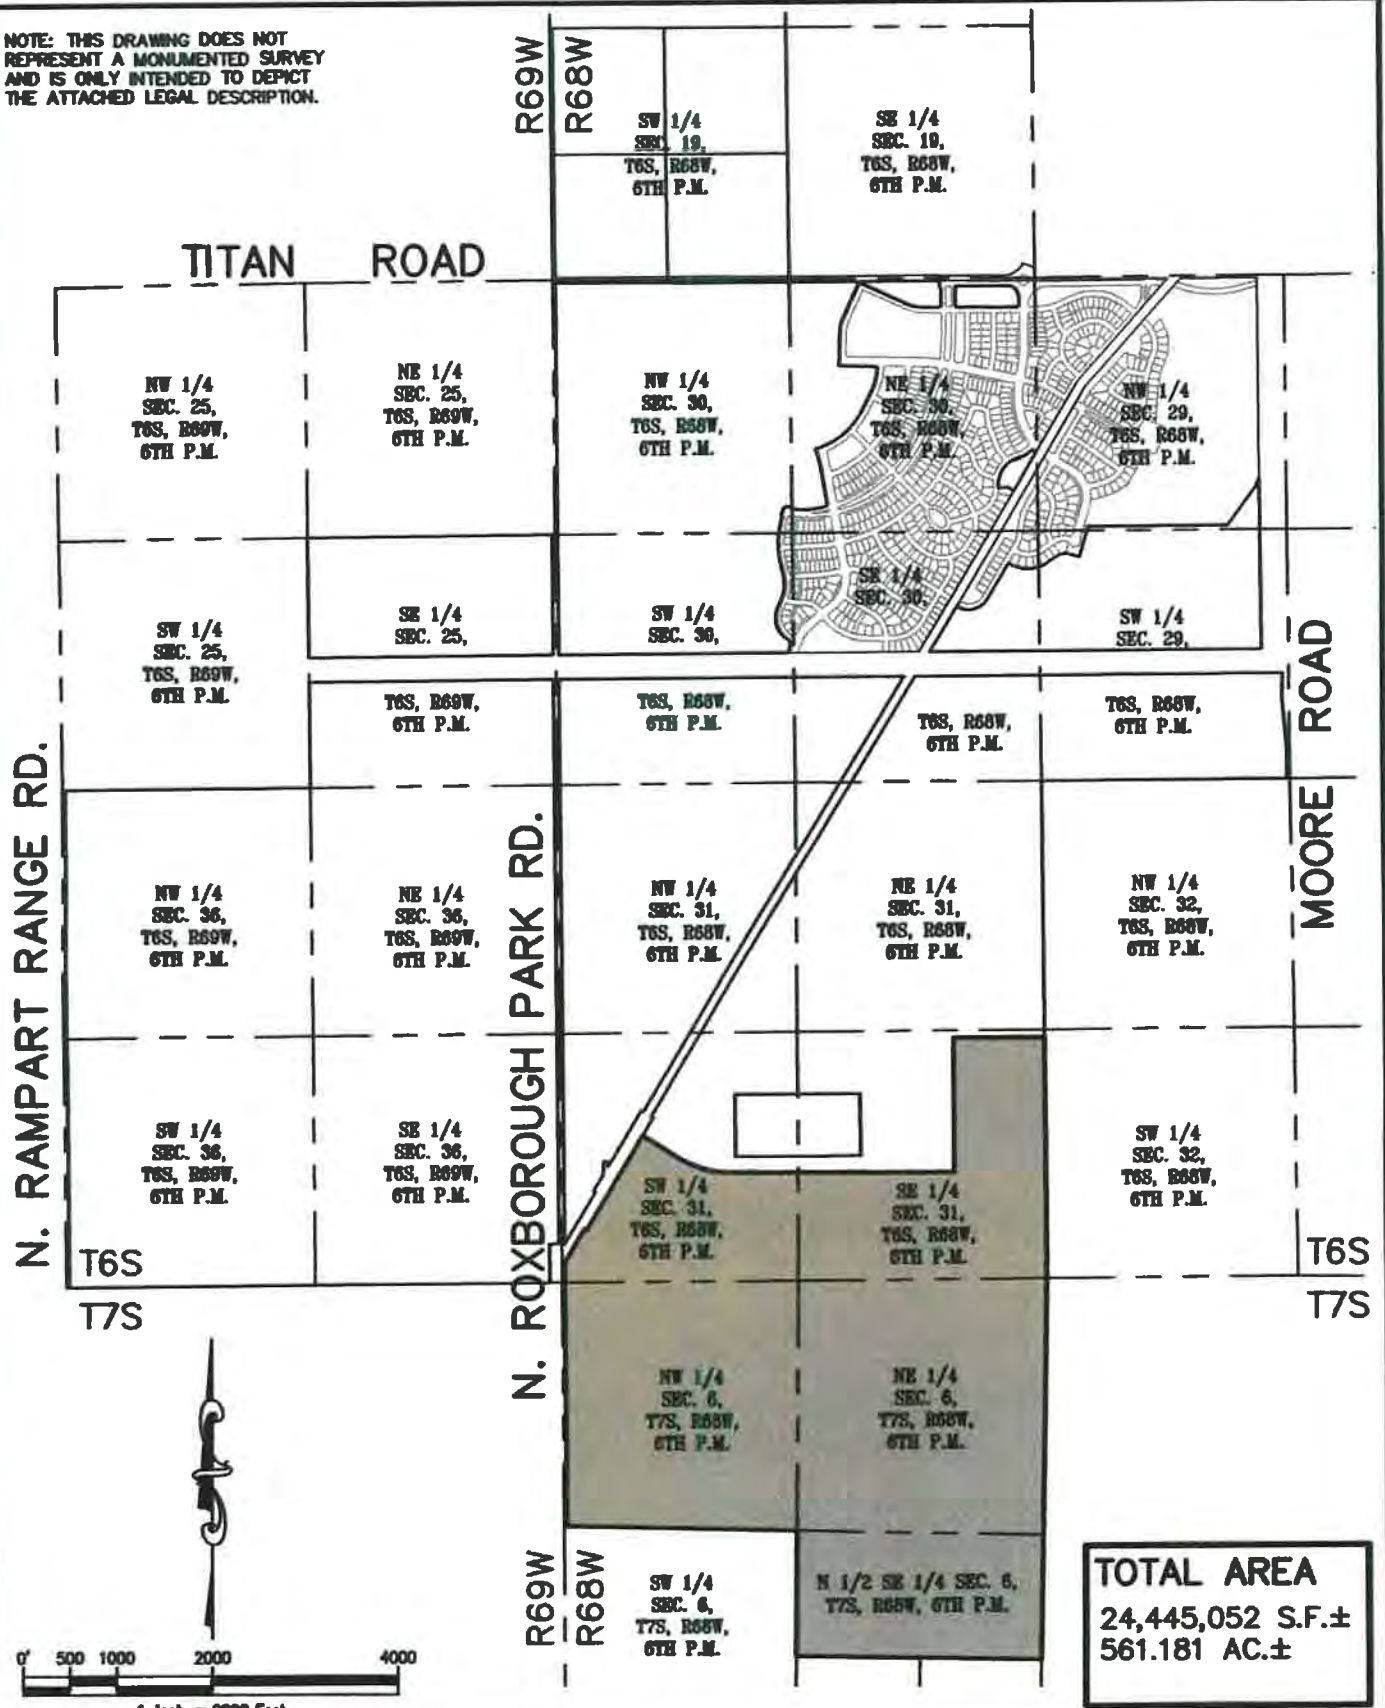 NOTE: THIS DRAWING DOES NOT
REPRESENT A MONUMENTED SURVEY
AND IS ONLY INTENDED TO DEPICT
THE ATTACHED LEGAL DESCRIPTION.
R69W
R68W
SW 1/4
SEC. 19,
T6S, R68W,
6TH P.M.
SE 1/4
SEC. 19,
T6S, R68W,
6TH P.M.
TITAN ROAD
NW 1/4
SEC. 25,
T6S, R69W,
6TH P.M.
NE 1/4
SEC. 25,
T6S, R69W,
6TH P.M.
NW 1/4
SEC. 30,
T6S, R68W,
6TH P.M.
NE 1/4
SEC. 30,
T6S, R68W,
6TH P.M.
NW 1/4
SEC. 29,
T6S, R68W,
6TH P.M.
SW 1/4
SEC. 25,
T6S, R69W,
6TH P.M.
SE 1/4
SEC. 25,
T6S, R69W,
6TH P.M.
SW 1/4
SEC. 30,
T6S, R68W,
6TH P.M.
SE 1/4
SEC. 30,
T6S, R68W,
6TH P.M.
SW 1/4
SEC. 29,
T6S, R68W,
6TH P.M.
N. RAMPART RANGE RD.
N. ROXBOROUGH PARK RD.
MOORE ROAD
NW 1/4
SEC. 36,
T6S, R69W,
6TH P.M.
NE 1/4
SEC. 36,
T6S, R69W,
6TH P.M.
NW 1/4
SEC. 31,
T6S, R68W,
6TH P.M.
NE 1/4
SEC. 31,
T6S, R68W,
6TH P.M.
NW 1/4
SEC. 32,
T6S, R68W,
6TH P.M.
SW 1/4
SEC. 36,
T6S, R69W,
6TH P.M.
SE 1/4
SEC. 36,
T6S, R69W,
6TH P.M.
SW 1/4
SEC. 31,
T6S, R68W,
6TH P.M.
SE 1/4
SEC. 31,
T6S, R68W,
6TH P.M.
SW 1/4
SEC. 32,
T6S, R68W,
6TH P.M.
T6S
T7S
T6S
T7S
NW 1/4
SEC. 6,
T7S, R68W,
6TH P.M.
NE 1/4
SEC. 6,
T7S, R68W,
6TH P.M.
R69W
R68W
SW 1/4
SEC. 6,
T7S, R68W,
6TH P.M.
N 1/2 SE 1/4 SEC. 6,
T7S, R68W, 6TH P.M.
TOTAL AREA
24,445,052 S.F.±
561.181 AC.±
0' 500 1000 2000 4000